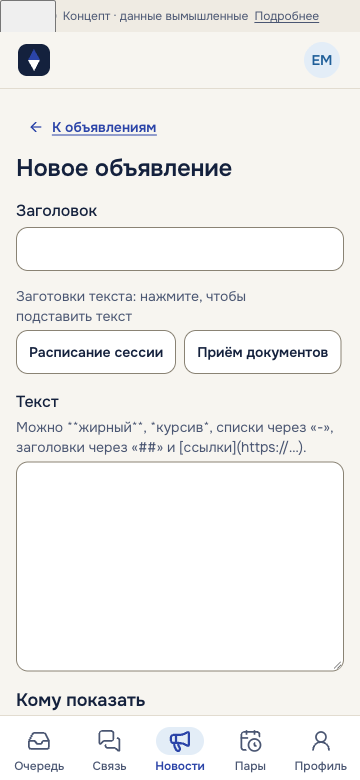 Концепт · данные вымышленные Подробнее
EM
← К объявлениям
Новое объявление
Заголовок
Заготовки текста: нажмите, чтобы
подставить текст
Расписание сессии
Приём документов
Текст
Можно **жирный**, *курсив*, списки через «-»,
заголовки через «##» и [ссылки](https://...).
Кому показать
Очередь
Связь
Новости
Пары
Профиль